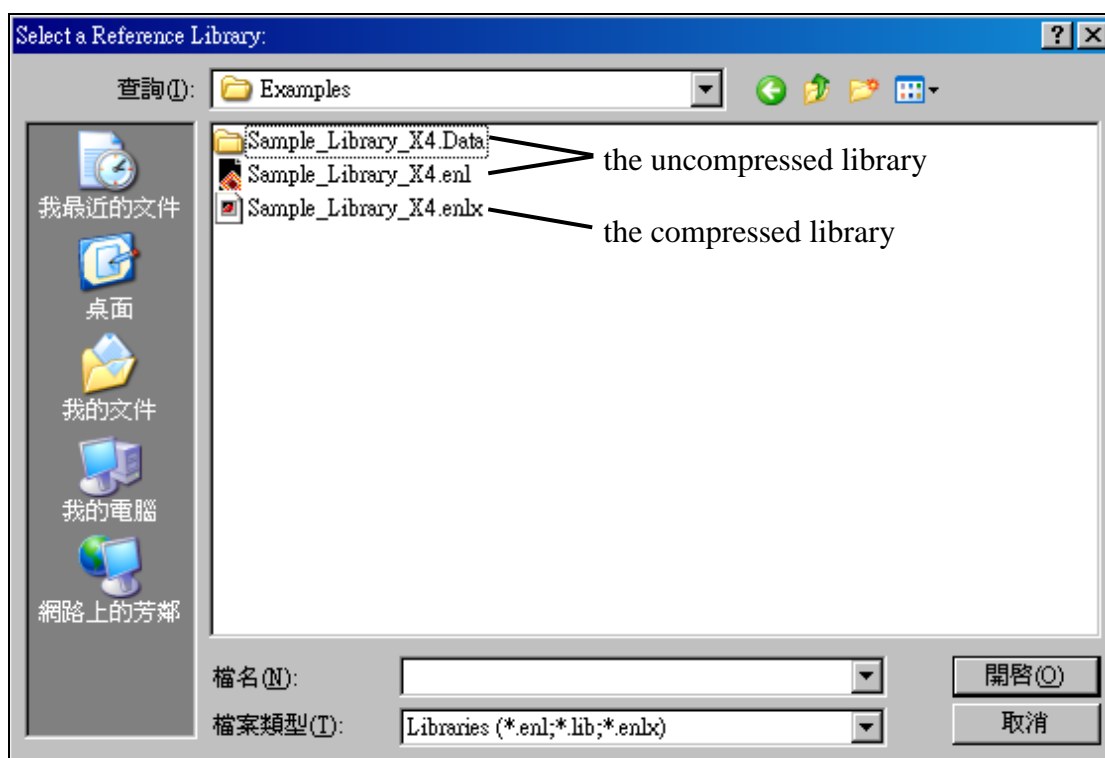 Select a Reference Library:
查詢(I): Examples
Sample_Library_X4.Data
Sample_Library_X4.enl
Sample_Library_X4.enlx
the uncompressed library
the compressed library
我最近的文件
桌面
我的文件
我的電腦
網路上的芳鄰
檔名(N):
檔案類型(T): Libraries (*.enl;*.lib;*.enlx)
開啓(O)
取消